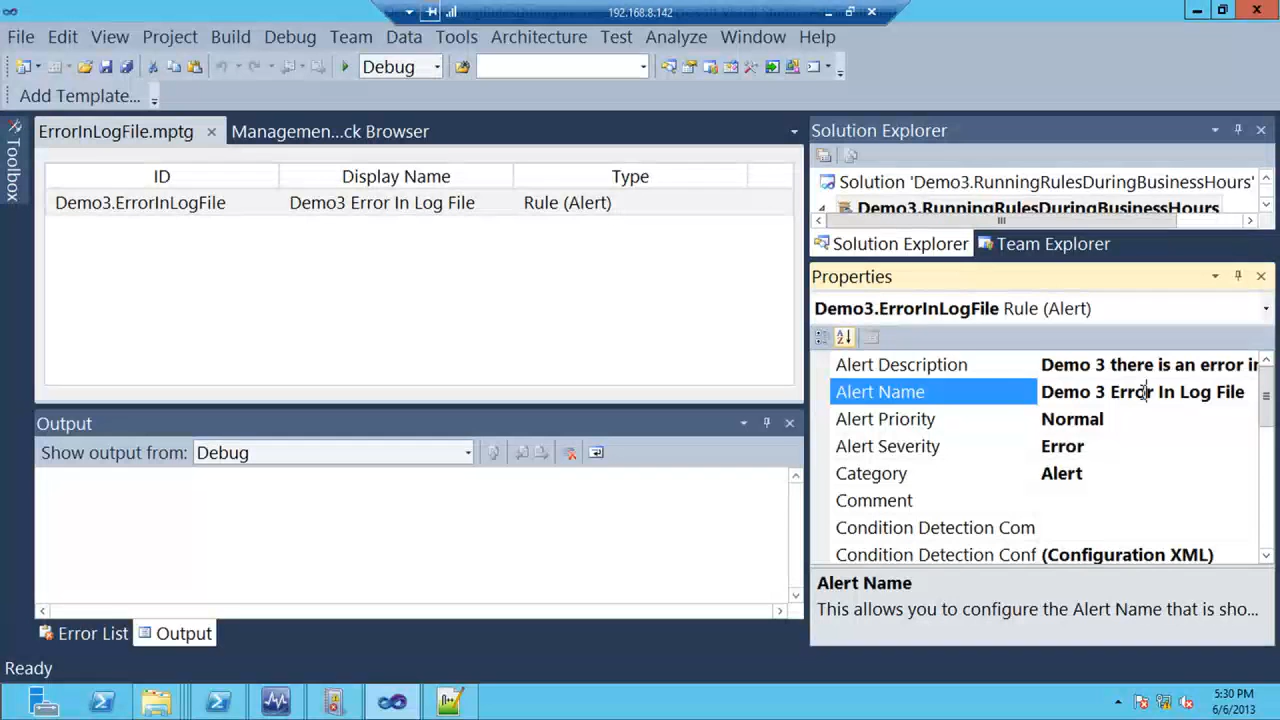 192.168.8.142
File Edit View Project Build Debug Team Data Tools Architecture Test Analyze Window Help
Debug
Add Template...
Toolbox
ErrorInLogFile.mptg Managemen...ck Browser
ID Display Name Type
Demo3.ErrorInLogFile Demo3 Error In Log File Rule (Alert)
Output
Show output from: Debug
Error List Output
Ready
Solution Explorer
Solution 'Demo3.RunningRulesDuringBusinessHours'
Demo3.RunningRulesDuringBusinessHours
Solution Explorer Team Explorer
Properties
Demo3.ErrorInLogFile Rule (Alert)
Alert Description Demo 3 there is an error in
Alert Name Demo 3 Error In Log File
Alert Priority Normal
Alert Severity Error
Category Alert
Comment
Condition Detection Com
Condition Detection Conf (Configuration XML)
Alert Name
This allows you to configure the Alert Name that is sho...
5:30 PM
6/6/2013